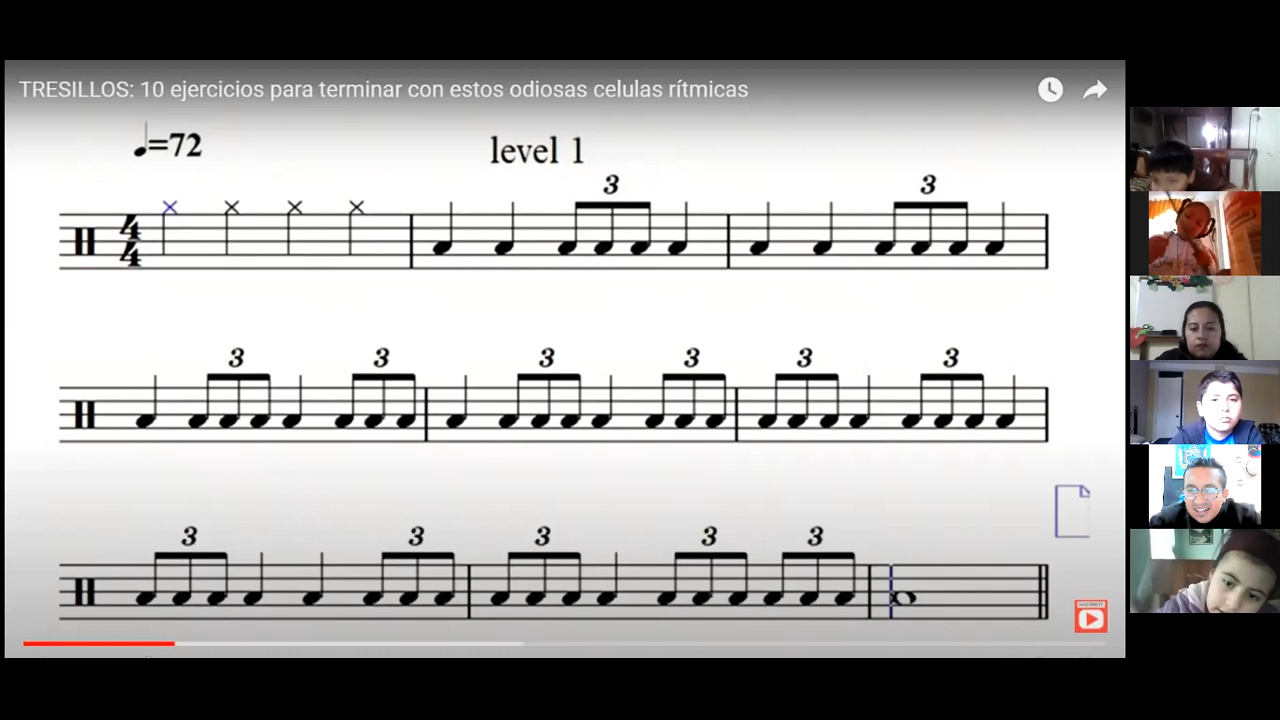 TRESILLOS: 10 ejercicios para terminar con estos odiosas celulas rítmicas
♩=72
level 1
3 3
4
4
3 3 3 3 3 3
3 3 3 3 3